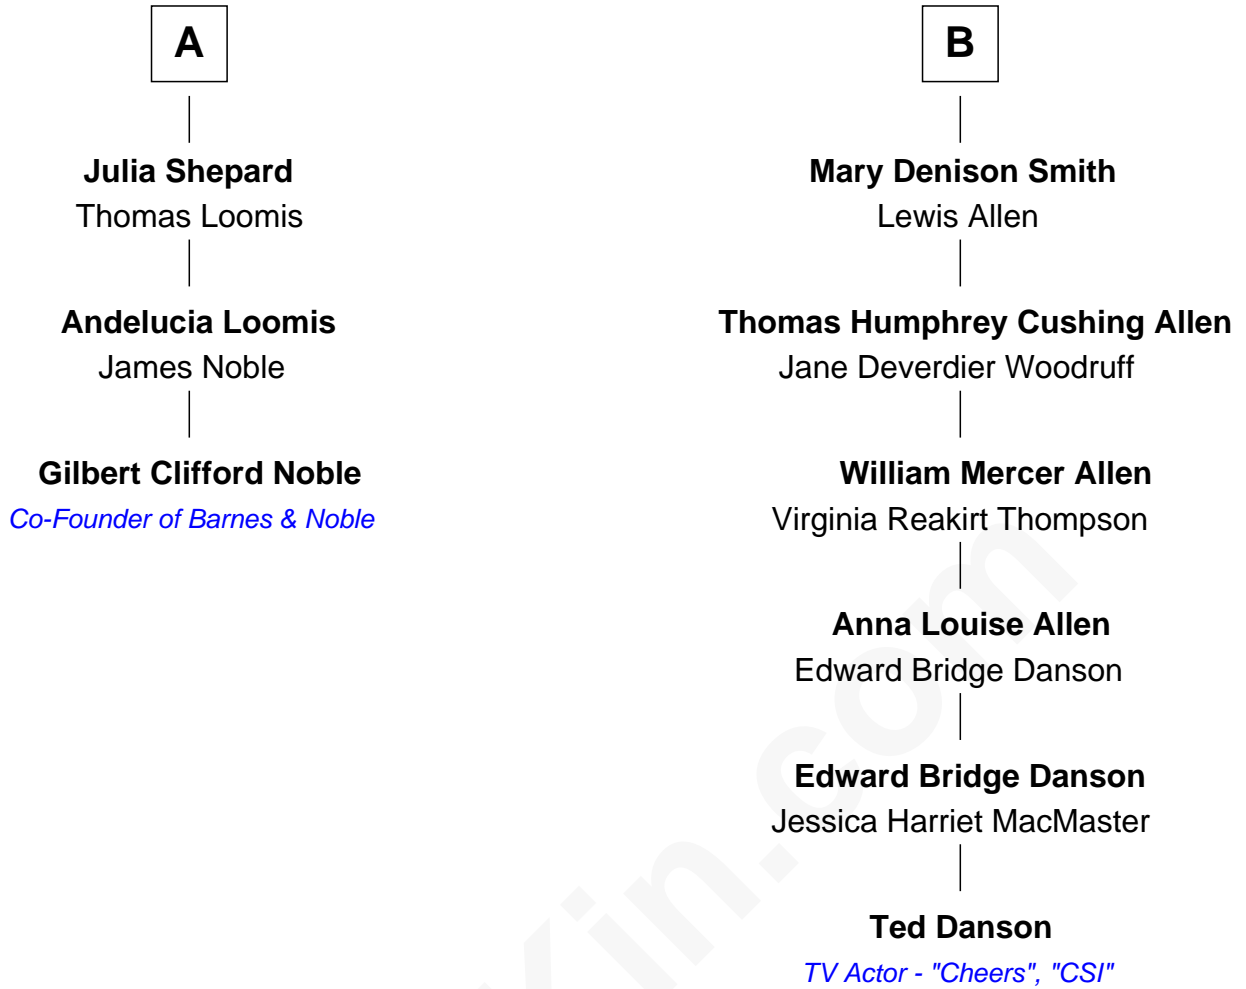 A
Julia Shepard
Thomas Loomis
Andelucia Loomis
James Noble
Gilbert Clifford Noble
Co-Founder of Barnes & Noble
B
Mary Denison Smith
Lewis Allen
Thomas Humphrey Cushing Allen
Jane Deverdier Woodruff
William Mercer Allen
Virginia Reakirt Thompson
Anna Louise Allen
Edward Bridge Danson
Edward Bridge Danson
Jessica Harriet MacMaster
Ted Danson
TV Actor - "Cheers", "CSI"
Kin.com